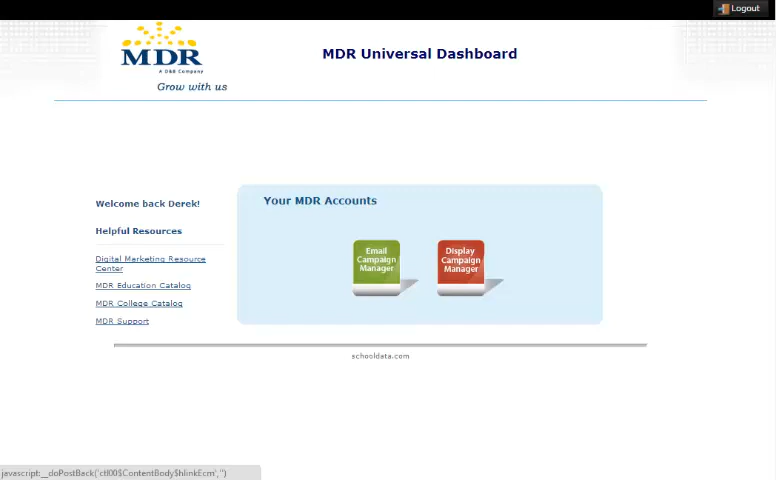 Logout
MDR
A D&B Company
Grow with us
MDR Universal Dashboard
Welcome back Derek!
Helpful Resources
Digital Marketing Resource
Center
MDR Education Catalog
MDR College Catalog
MDR Support
Your MDR Accounts
Email
Campaign
Manager
Display
Campaign
Manager
schooldata.com
javascript:__doPostBack('ctl00$ContentBody$hlinkEcm','')